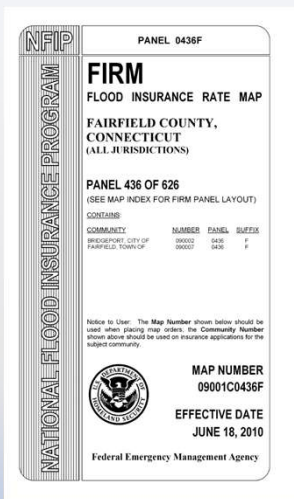 NFIP
PANEL 0436F
NATIONAL FLOOD INSURANCE PROGRAM
FIRM
FLOOD INSURANCE RATE MAP
FAIRFIELD COUNTY,
CONNECTICUT
(ALL JURISDICTIONS)
PANEL 436 OF 626
(SEE MAP INDEX FOR FIRM PANEL LAYOUT)
CONTAINS:
COMMUNITY NUMBER PANEL SUFFIX
BRIDGEPORT, CITY OF 090002 0436 F
FAIRFIELD, TOWN OF 090007 0436 F
Notice to User: The Map Number shown below should be
used when placing map orders; the Community Number
shown above should be used on insurance applications for the
subject community.
U.S. DEPARTMENT OF
HOMELAND SECURITY
MAP NUMBER
09001C0436F
EFFECTIVE DATE
JUNE 18, 2010
Federal Emergency Management Agency